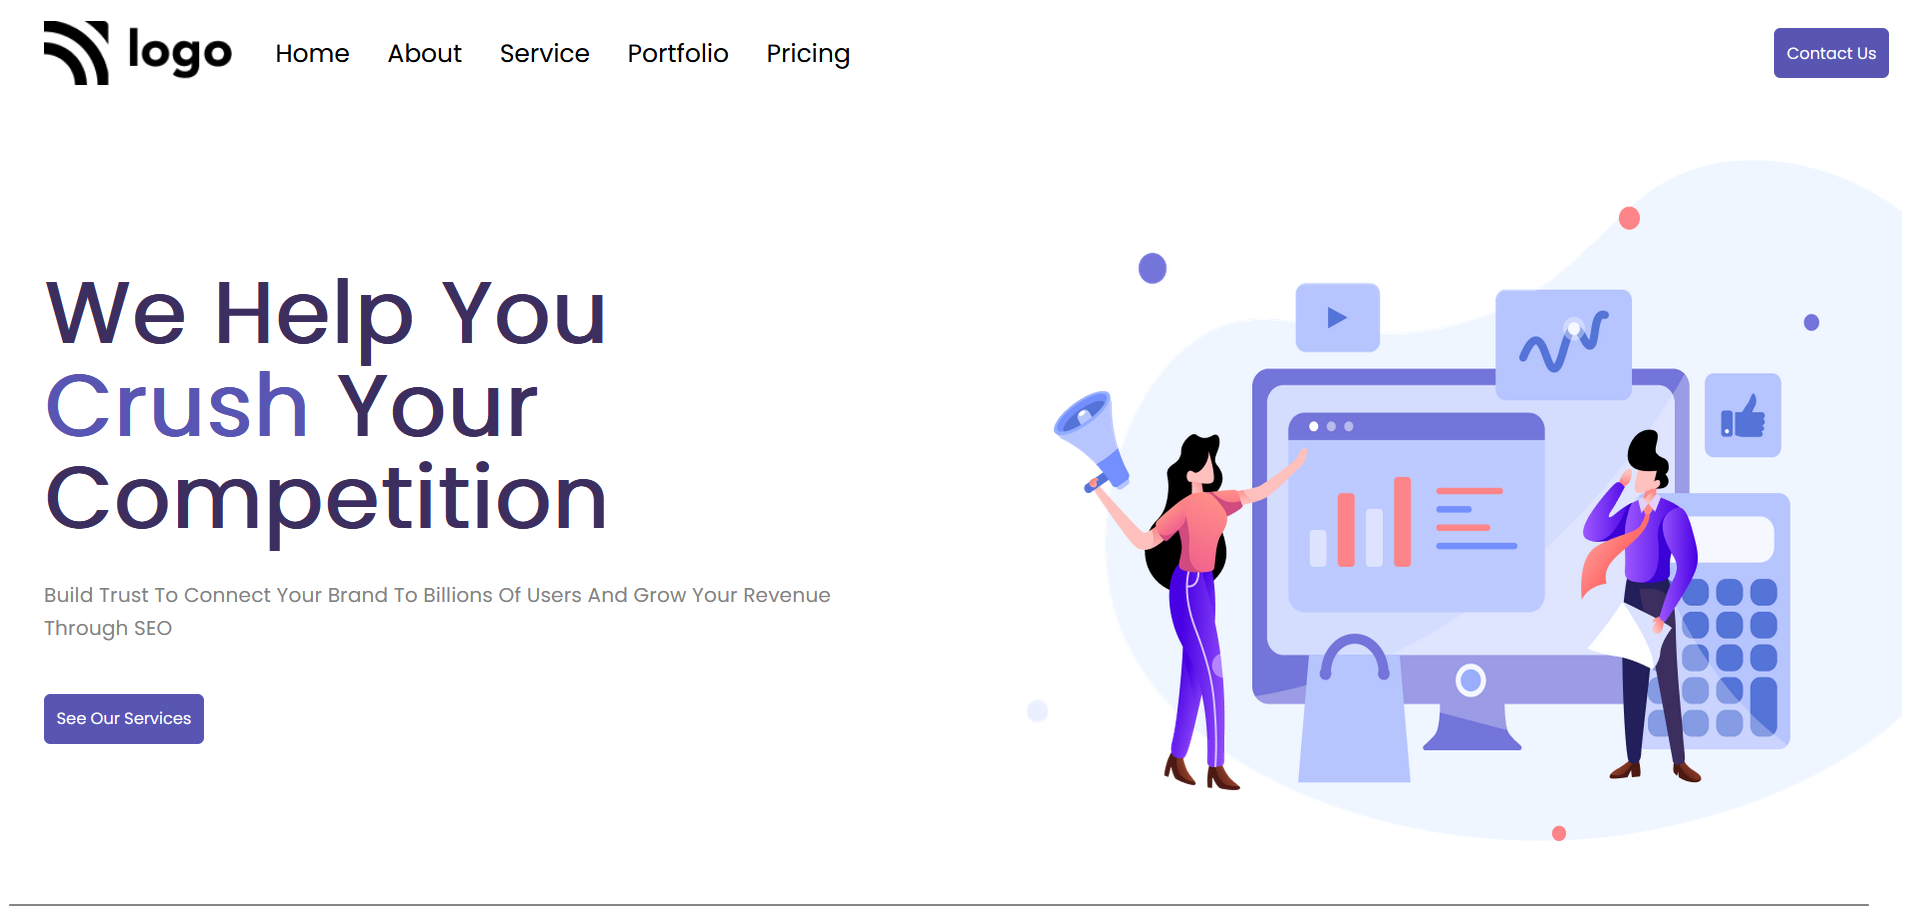 logo Home About Service Portfolio Pricing Contact Us
We Help You
Crush Your
Competition
Build Trust To Connect Your Brand To Billions Of Users And Grow Your Revenue
Through SEO
See Our Services